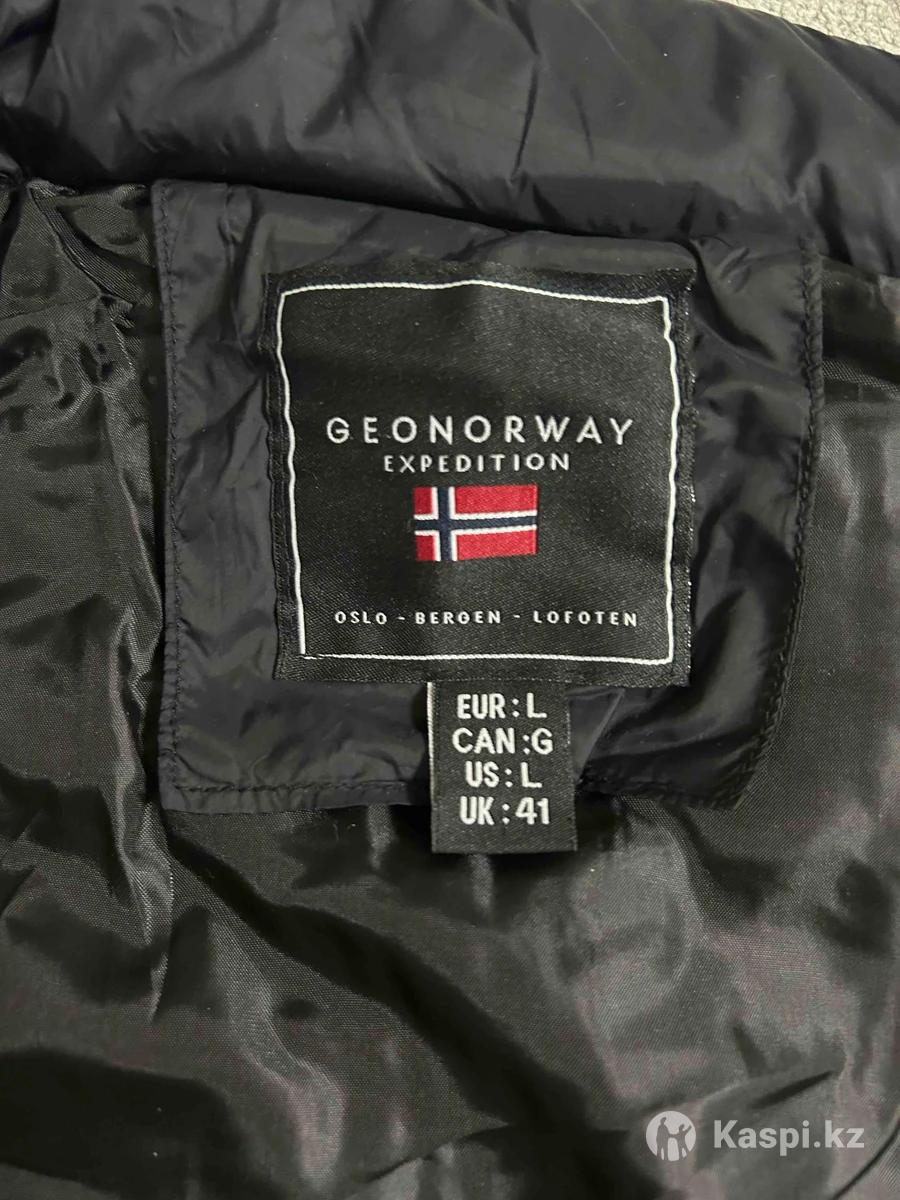 GEONORWAY
EXPEDITION
OSLO - BERGEN - LOFOTEN
EUR : L
CAN :G
US : L
UK : 41
Kaspi.kz